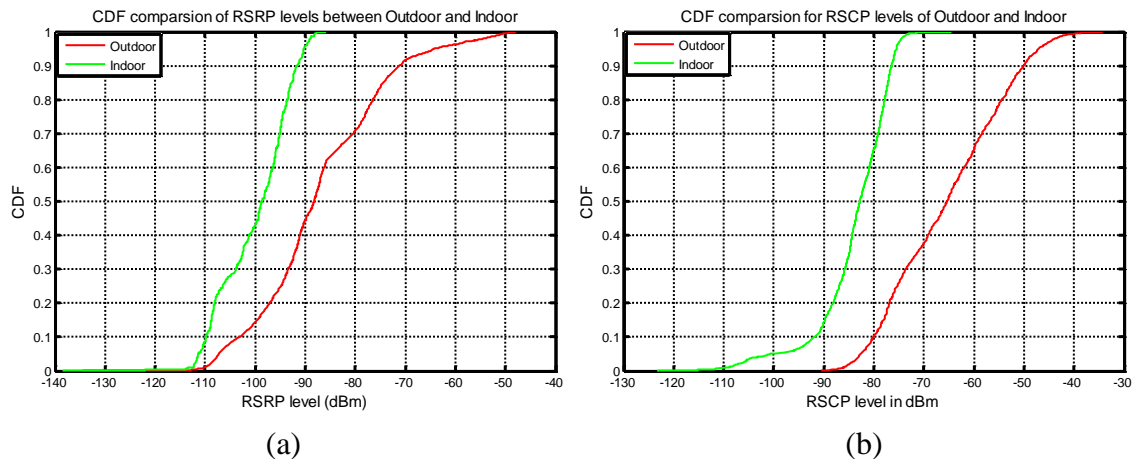 CDF comparsion of RSRP levels between Outdoor and Indoor
1
0.9
0.8
0.7
0.6
0.5
0.4
0.3
0.2
0.1
0
CDF
Outdoor
Indoor
-140 -130 -120 -110 -100 -90 -80 -70 -60 -50 -40
RSRP level (dBm)
(a)
CDF comparsion for RSCP levels of Outdoor and Indoor
1
0.9
0.8
0.7
0.6
0.5
0.4
0.3
0.2
0.1
0
CDF
Outdoor
Indoor
-130 -120 -110 -100 -90 -80 -70 -60 -50 -40 -30
RSCP level in dBm
(b)